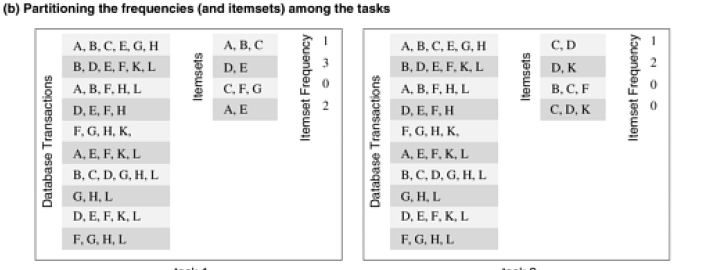 (b) Partitioning the frequencies (and itemsets) among the tasks
Database Transactions
A, B, C, E, G, H
B, D, E, F, K, L
A, B, F, H, L
D, E, F, H
F, G, H, K,
A, E, F, K, L
B, C, D, G, H, L
G, H, L
D, E, F, K, L
F, G, H, L
Itemsets
A, B, C
D, E
C, F, G
A, E
Itemset Frequency
1
3
0
2
Database Transactions
A, B, C, E, G, H
B, D, E, F, K, L
A, B, F, H, L
D, E, F, H
F, G, H, K,
A, E, F, K, L
B, C, D, G, H, L
G, H, L
D, E, F, K, L
F, G, H, L
Itemsets
C, D
D, K
B, C, F
C, D, K
Itemset Frequency
1
2
0
0